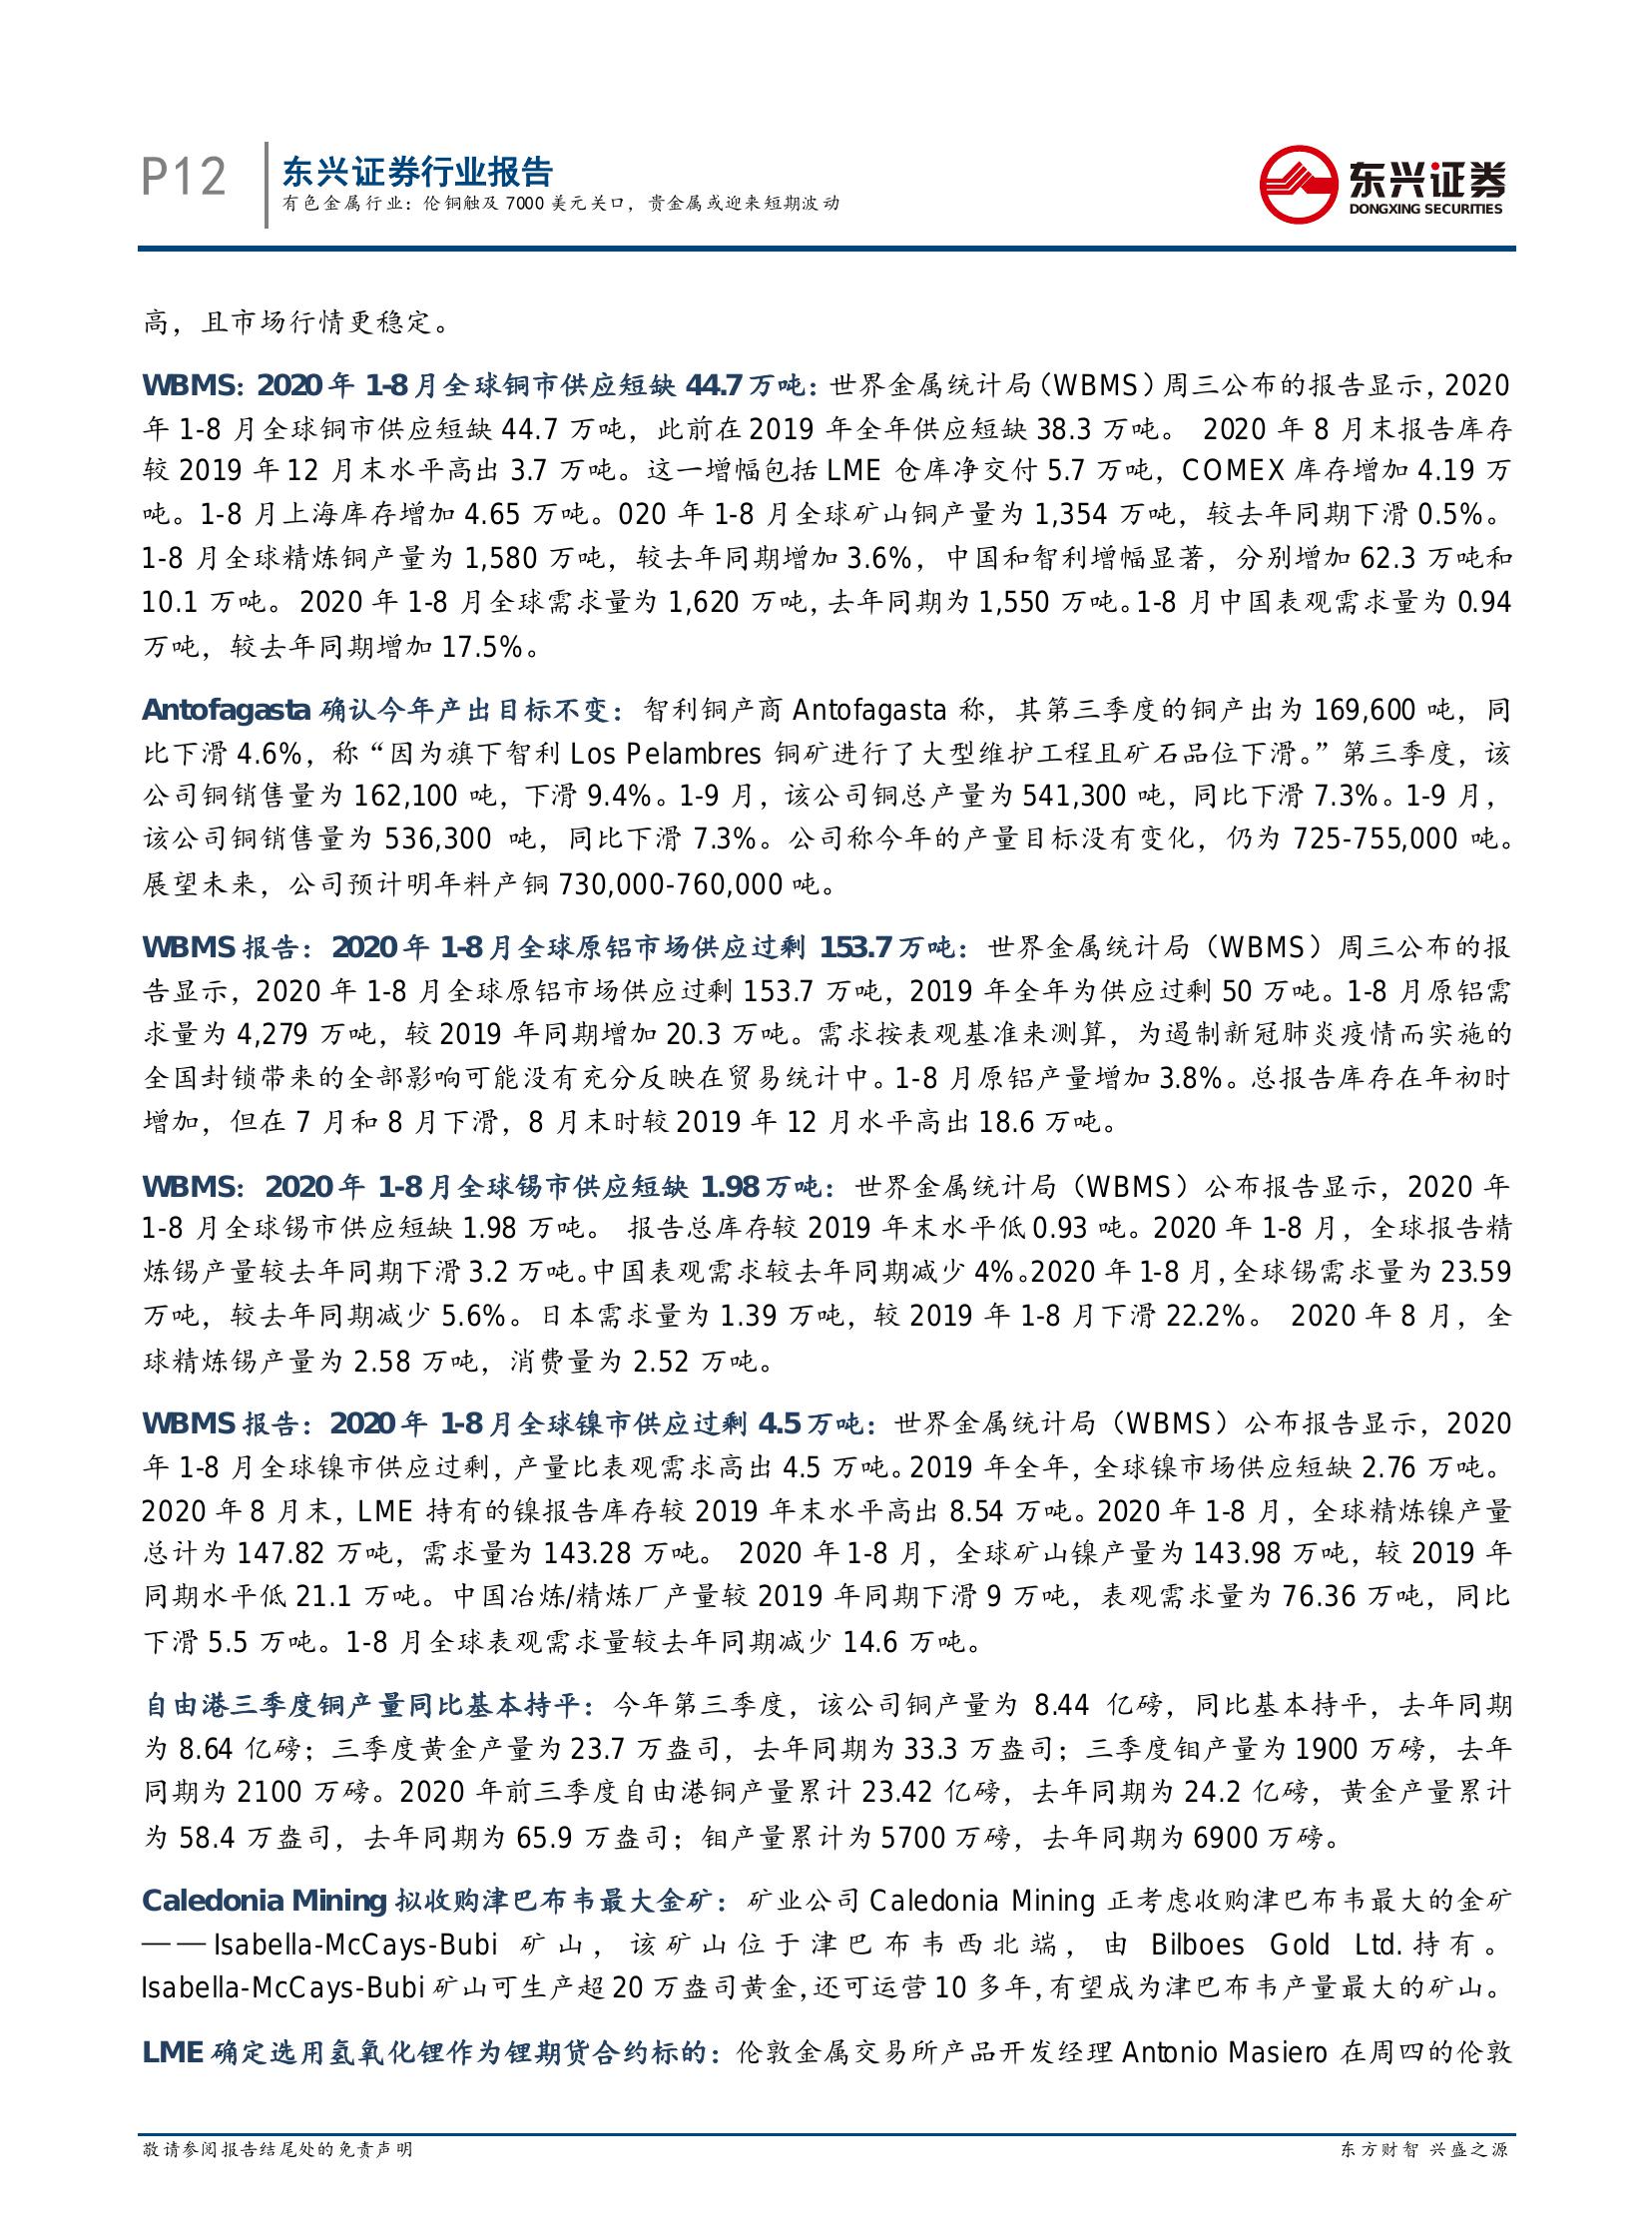 P12
东兴证券行业报告
有色金属行业：伦铜触及 7000 美元关口，贵金属或迎来短期波动
东兴证券
DONGXING SECURITIES
高，且市场行情更稳定。
WBMS：2020 年 1-8 月全球铜市供应短缺 44.7 万吨：世界金属统计局（WBMS）周三公布的报告显示，2020
年 1-8 月全球铜市供应短缺 44.7 万吨，此前在 2019 年全年供应短缺 38.3 万吨。 2020 年 8 月末报告库存
较 2019 年 12 月末水平高出 3.7 万吨。这一增幅包括 LME 仓库净交付 5.7 万吨，COMEX 库存增加 4.19 万
吨。1-8 月上海库存增加 4.65 万吨。020 年 1-8 月全球矿山铜产量为 1,354 万吨，较去年同期下滑 0.5%。
1-8 月全球精炼铜产量为 1,580 万吨，较去年同期增加 3.6%，中国和智利增幅显著，分别增加 62.3 万吨和
10.1 万吨。 2020 年 1-8 月全球需求量为 1,620 万吨，去年同期为 1,550 万吨。1-8 月中国表观需求量为 0.94
万吨，较去年同期增加 17.5%。
Antofagasta 确认今年产出目标不变：智利铜产商 Antofagasta 称，其第三季度的铜产出为 169,600 吨，同
比下滑 4.6%，称“因为旗下智利 Los Pelambres 铜矿进行了大型维护工程且矿石品位下滑。”第三季度，该
公司铜销售量为 162,100 吨，下滑 9.4%。1-9 月，该公司铜总产量为 541,300 吨，同比下滑 7.3%。1-9 月，
该公司铜销售量为 536,300 吨，同比下滑 7.3%。公司称今年的产量目标没有变化，仍为 725-755,000 吨。
展望未来，公司预计明年料产铜 730,000-760,000 吨。
WBMS 报告：2020 年 1-8 月全球原铝市场供应过剩 153.7 万吨：世界金属统计局（WBMS）周三公布的报
告显示，2020 年 1-8 月全球原铝市场供应过剩 153.7 万吨，2019 年全年为供应过剩 50 万吨。1-8 月原铝需
求量为 4,279 万吨，较 2019 年同期增加 20.3 万吨。需求按表观基准来测算，为遏制新冠肺炎疫情而实施的
全国封锁带来的全部影响可能没有充分反映在贸易统计中。1-8 月原铝产量增加 3.8%。总报告库存在年初时
增加，但在 7 月和 8 月下滑，8 月末时较 2019 年 12 月水平高出 18.6 万吨。
WBMS：2020 年 1-8 月全球锡市供应短缺 1.98 万吨：世界金属统计局（WBMS）公布报告显示，2020 年
1-8 月全球锡市供应短缺 1.98 万吨。 报告总库存较 2019 年末水平低 0.93 吨。2020 年 1-8 月，全球报告精
炼锡产量较去年同期下滑 3.2 万吨。中国表观需求较去年同期减少 4%。2020 年 1-8 月，全球锡需求量为 23.59
万吨，较去年同期减少 5.6%。日本需求量为 1.39 万吨，较 2019 年 1-8 月下滑 22.2%。 2020 年 8 月，全
球精炼锡产量为 2.58 万吨，消费量为 2.52 万吨。
WBMS 报告：2020 年 1-8 月全球镍市供应过剩 4.5 万吨：世界金属统计局（WBMS）公布报告显示，2020
年 1-8 月全球镍市供应过剩，产量比表观需求高出 4.5 万吨。2019 年全年，全球镍市场供应短缺 2.76 万吨。
2020 年 8 月末，LME 持有的镍报告库存较 2019 年末水平高出 8.54 万吨。2020 年 1-8 月，全球精炼镍产量
总计为 147.82 万吨，需求量为 143.28 万吨。 2020 年 1-8 月，全球矿山镍产量为 143.98 万吨，较 2019 年
同期水平低 21.1 万吨。中国冶炼/精炼厂产量较 2019 年同期下滑 9 万吨，表观需求量为 76.36 万吨，同比
下滑 5.5 万吨。1-8 月全球表观需求量较去年同期减少 14.6 万吨。
自由港三季度铜产量同比基本持平：今年第三季度，该公司铜产量为 8.44 亿磅，同比基本持平，去年同期
为 8.64 亿磅；三季度黄金产量为 23.7 万盎司，去年同期为 33.3 万盎司；三季度钼产量为 1900 万磅，去年
同期为 2100 万磅。2020 年前三季度自由港铜产量累计 23.42 亿磅，去年同期为 24.2 亿磅，黄金产量累计
为 58.4 万盎司，去年同期为 65.9 万盎司；钼产量累计为 5700 万磅，去年同期为 6900 万磅。
Caledonia Mining 拟收购津巴布韦最大金矿：矿业公司 Caledonia Mining 正考虑收购津巴布韦最大的金矿
——Isabella-McCays-Bubi 矿山，该矿山位于津巴布韦西北端，由 Bilboes Gold Ltd.持有。
Isabella-McCays-Bubi 矿山可生产超 20 万盎司黄金,还可运营 10 多年,有望成为津巴布韦产量最大的矿山。
LME 确定选用氢氧化锂作为锂期货合约标的：伦敦金属交易所产品开发经理 Antonio Masiero 在周四的伦敦
敬请参阅报告结尾处的免责声明
东方财智 兴盛之源